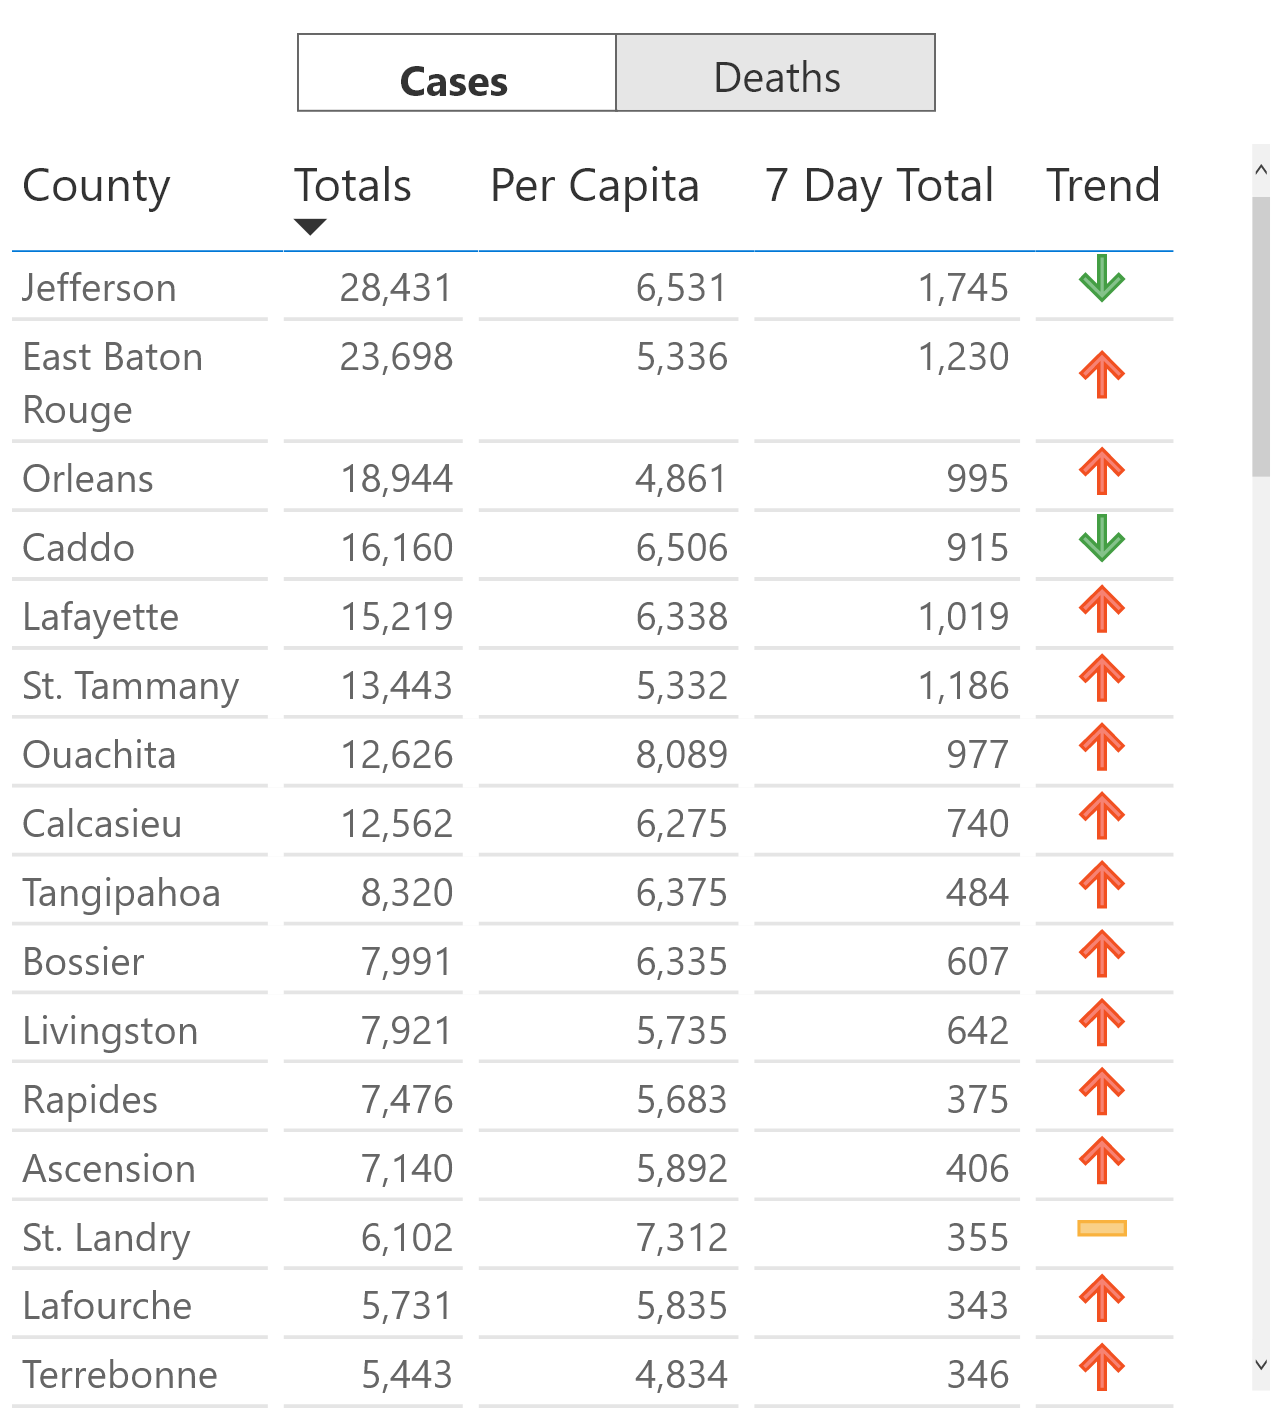 Cases Deaths
County Totals Per Capita 7 Day Total Trend
Jefferson 28,431 6,531 1,745
East Baton 23,698 5,336 1,230
Rouge
Orleans 18,944 4,861 995
Caddo 16,160 6,506 915
Lafayette 15,219 6,338 1,019
St. Tammany 13,443 5,332 1,186
Ouachita 12,626 8,089 977
Calcasieu 12,562 6,275 740
Tangipahoa 8,320 6,375 484
Bossier 7,991 6,335 607
Livingston 7,921 5,735 642
Rapides 7,476 5,683 375
Ascension 7,140 5,892 406
St. Landry 6,102 7,312 355
Lafourche 5,731 5,835 343
Terrebonne 5,443 4,834 346